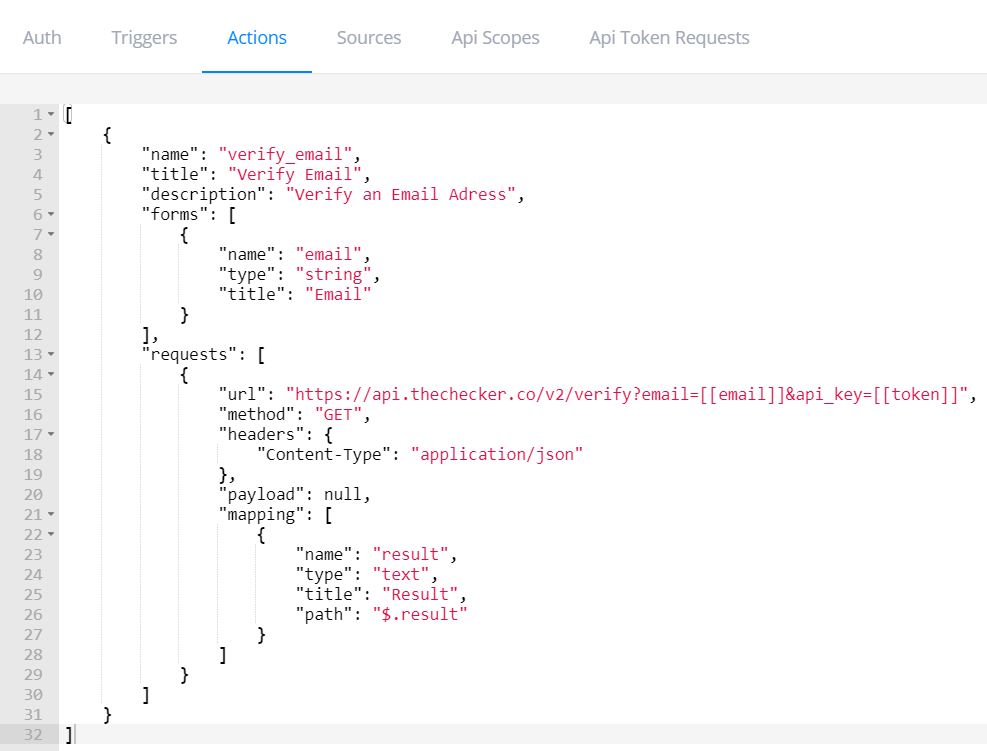 Auth Triggers Actions Sources Api Scopes Api Token Requests
1 [
2 {
3 "name": "verify_email",
4 "title": "Verify Email",
5 "description": "Verify an Email Adress",
6 "forms": [
7 {
8 "name": "email",
9 "type": "string",
10 "title": "Email"
11 }
12 ],
13 "requests": [
14 {
15 "url": "https://api.thechecker.co/v2/verify?email=[[email]]&api_key=[[token]]",
16 "method": "GET",
17 "headers": {
18 "Content-Type": "application/json"
19 },
20 "payload": null,
21 "mapping": [
22 {
23 "name": "result",
24 "type": "text",
25 "title": "Result",
26 "path": "$.result"
27 }
28 ]
29 }
30 ]
31 }
32 ]